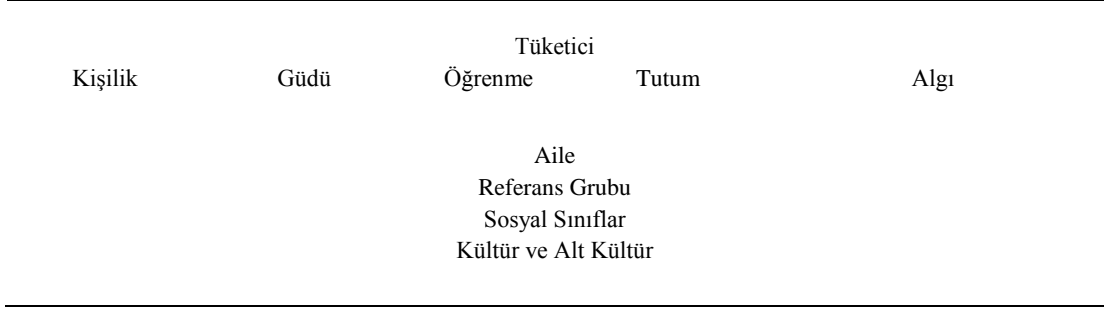 Tüketici
Kişilik Güdü Öğrenme Tutum Algı
Aile
Referans Grubu
Sosyal Sınıflar
Kültür ve Alt Kültür